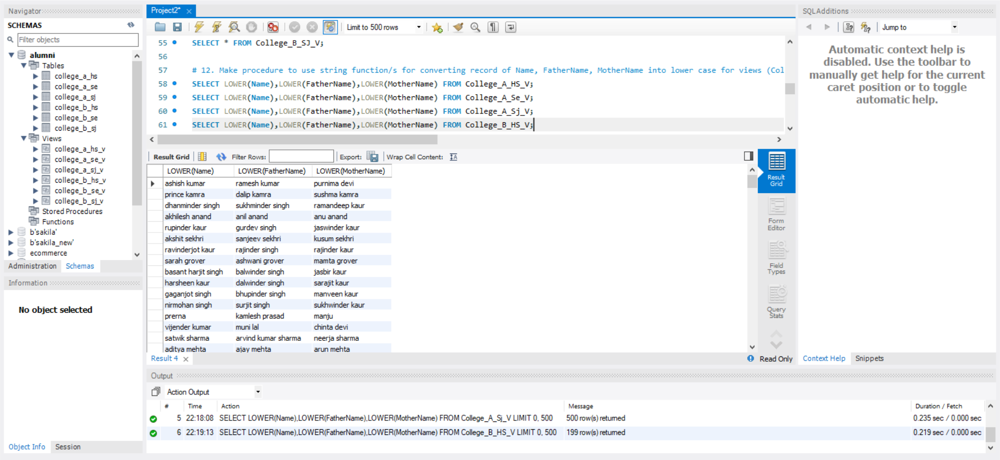 Navigator
SCHEMAS
Filter objects
alumni
Tables
college_a_hs
college_a_se
college_a_sj
college_b_hs
college_b_se
college_b_sj
Views
college_a_hs_v
college_a_se_v
college_a_sj_v
college_b_hs_v
college_b_se_v
college_b_sj_v
Stored Procedures
Functions
b'sakila'
b'sakila_new'
ecommerce
Administration Schemas
Information
No object selected
Object Info Session
Project2*
Limit to 500 rows
55 SELECT * FROM College_B_SJ_V;
56
57 # 12. Make procedure to use string function/s for converting record of Name, FatherName, MotherName into lower case for views (Col
58 SELECT LOWER(Name),LOWER(FatherName),LOWER(MotherName) FROM College_A_HS_V;
59 SELECT LOWER(Name),LOWER(FatherName),LOWER(MotherName) FROM College_A_Se_V;
60 SELECT LOWER(Name),LOWER(FatherName),LOWER(MotherName) FROM College_A_Sj_V;
61 SELECT LOWER(Name),LOWER(FatherName),LOWER(MotherName) FROM College_B_HS_V;
Result Grid Filter Rows: Export: Wrap Cell Content:
LOWER(Name) LOWER(FatherName) LOWER(MotherName)
ashish kumar ramesh kumar purnima devi
prince kamra dalip kamra sushma kamra
dhanminder singh sukhminder singh ramandeep kaur
akhilesh anand anil anand anu anand
rupinder kaur gurdev singh jaswinder kaur
akshit sekhri sanjeev sekhri kusum sekhri
ravinderjot kaur rajinder singh rajinder kaur
sarah grover ashwani grover mamta grover
basant harjit singh balwinder singh jasbir kaur
harsheen kaur dalwinder singh sarajit kaur
gaganjot singh bhupinder singh manveen kaur
nirmohan singh surjit singh sukhwinder kaur
prerna kamlesh prasad manju
vijender kumar muni lal chinta devi
satwik sharma arvind kumar sharma neerja sharma
aditya mehta ajay mehta arun mehta
Result 4
Read Only
Result
Grid
Form
Editor
Field
Types
Query
Stats
Output
Action Output
# Time Action Message Duration / Fetch
5 22:18:08 SELECT LOWER(Name),LOWER(FatherName),LOWER(MotherName) FROM College_A_Sj_V LIMIT 0, 500 500 row(s) returned 0.235 sec / 0.000 sec
6 22:19:13 SELECT LOWER(Name),LOWER(FatherName),LOWER(MotherName) FROM College_B_HS_V LIMIT 0, 500 199 row(s) returned 0.219 sec / 0.000 sec
SQLAdditions
Jump to
Automatic context help is
disabled. Use the toolbar to
manually get help for the current
caret position or to toggle
automatic help.
Context Help Snippets